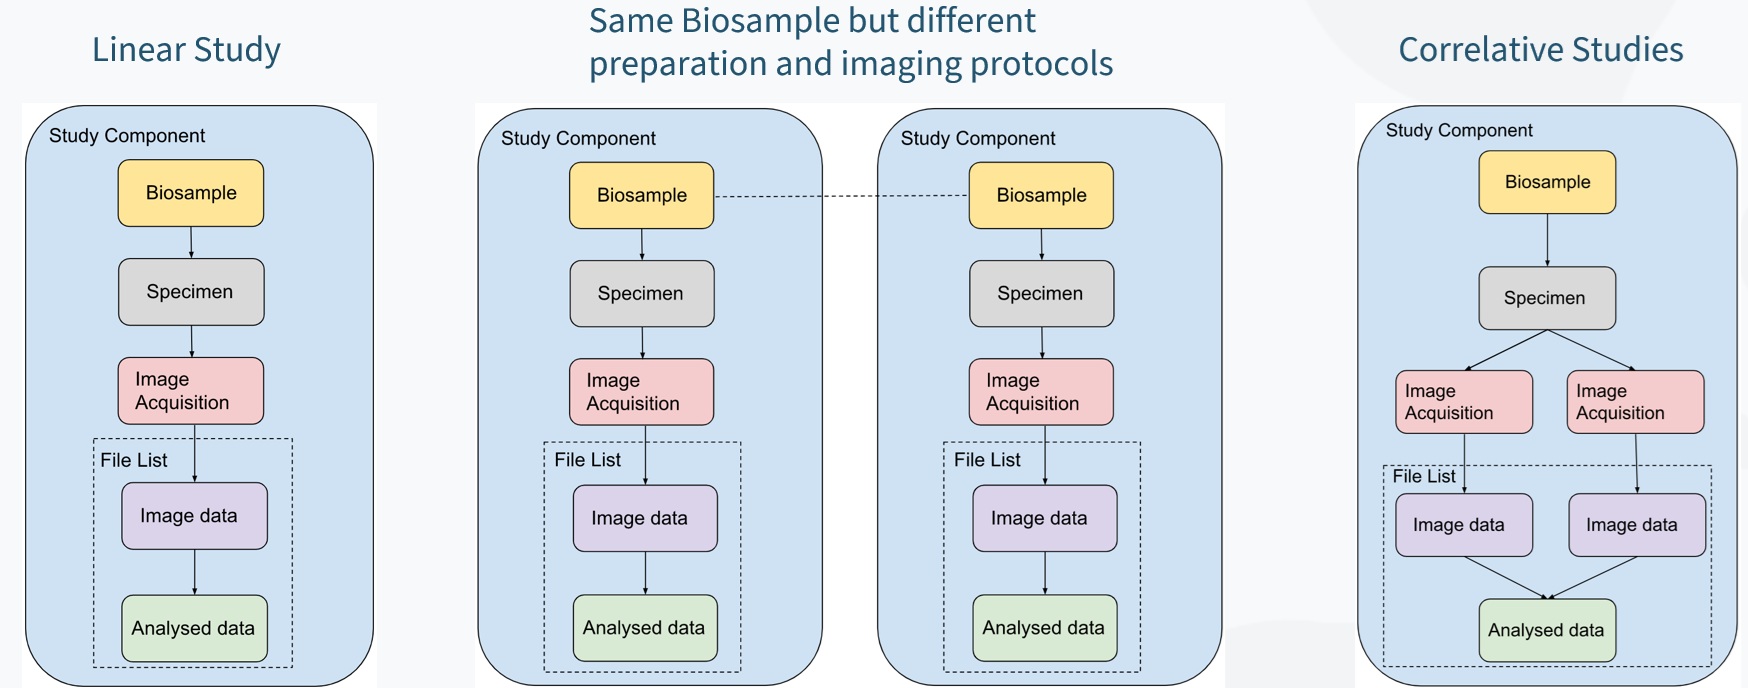 Linear Study
Study Component
Biosample
Specimen
Image
Acquisition
File List
Image data
Analysed data
Same Biosample but different
preparation and imaging protocols
Study Component
Biosample
Specimen
Image
Acquisition
File List
Image data
Analysed data
Study Component
Biosample
Specimen
Image
Acquisition
File List
Image data
Analysed data
Correlative Studies
Study Component
Biosample
Specimen
Image
Acquisition
Image
Acquisition
File List
Image data
Image data
Analysed data